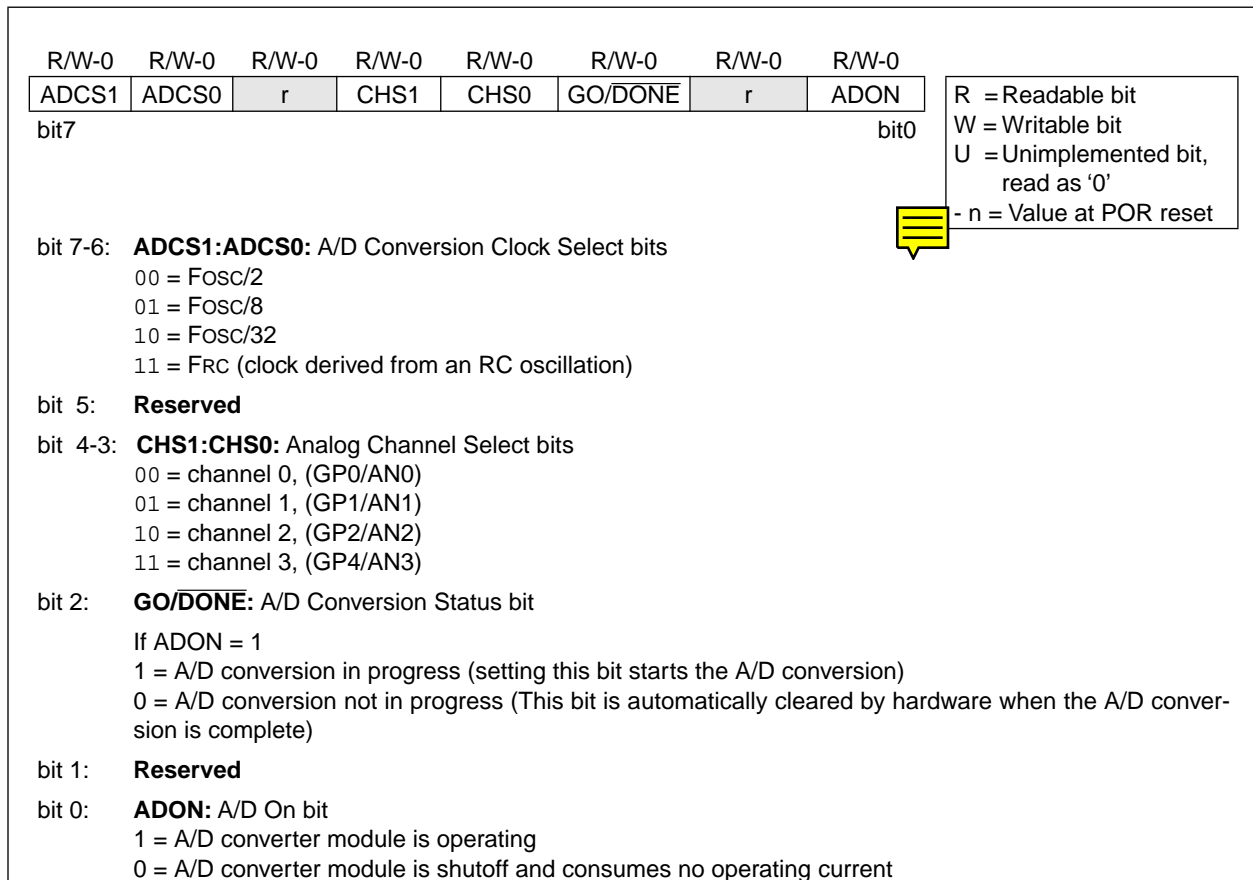 R/W-0 R/W-0 R/W-0 R/W-0 R/W-0 R/W-0 R/W-0 R/W-0
ADCS1 ADCS0 r CHS1 CHS0 GO/DONE r ADON
bit7 bit0
R = Readable bit
W = Writable bit
U = Unimplemented bit,
read as ‘0’
- n = Value at POR reset
bit 7-6: ADCS1:ADCS0: A/D Conversion Clock Select bits
00 = FOSC/2
01 = FOSC/8
10 = FOSC/32
11 = FRC (clock derived from an RC oscillation)
bit 5: Reserved
bit 4-3: CHS1:CHS0: Analog Channel Select bits
00 = channel 0, (GP0/AN0)
01 = channel 1, (GP1/AN1)
10 = channel 2, (GP2/AN2)
11 = channel 3, (GP4/AN3)
bit 2: GO/DONE: A/D Conversion Status bit
If ADON = 1
1 = A/D conversion in progress (setting this bit starts the A/D conversion)
0 = A/D conversion not in progress (This bit is automatically cleared by hardware when the A/D conver-
sion is complete)
bit 1: Reserved
bit 0: ADON: A/D On bit
1 = A/D converter module is operating
0 = A/D converter module is shutoff and consumes no operating current